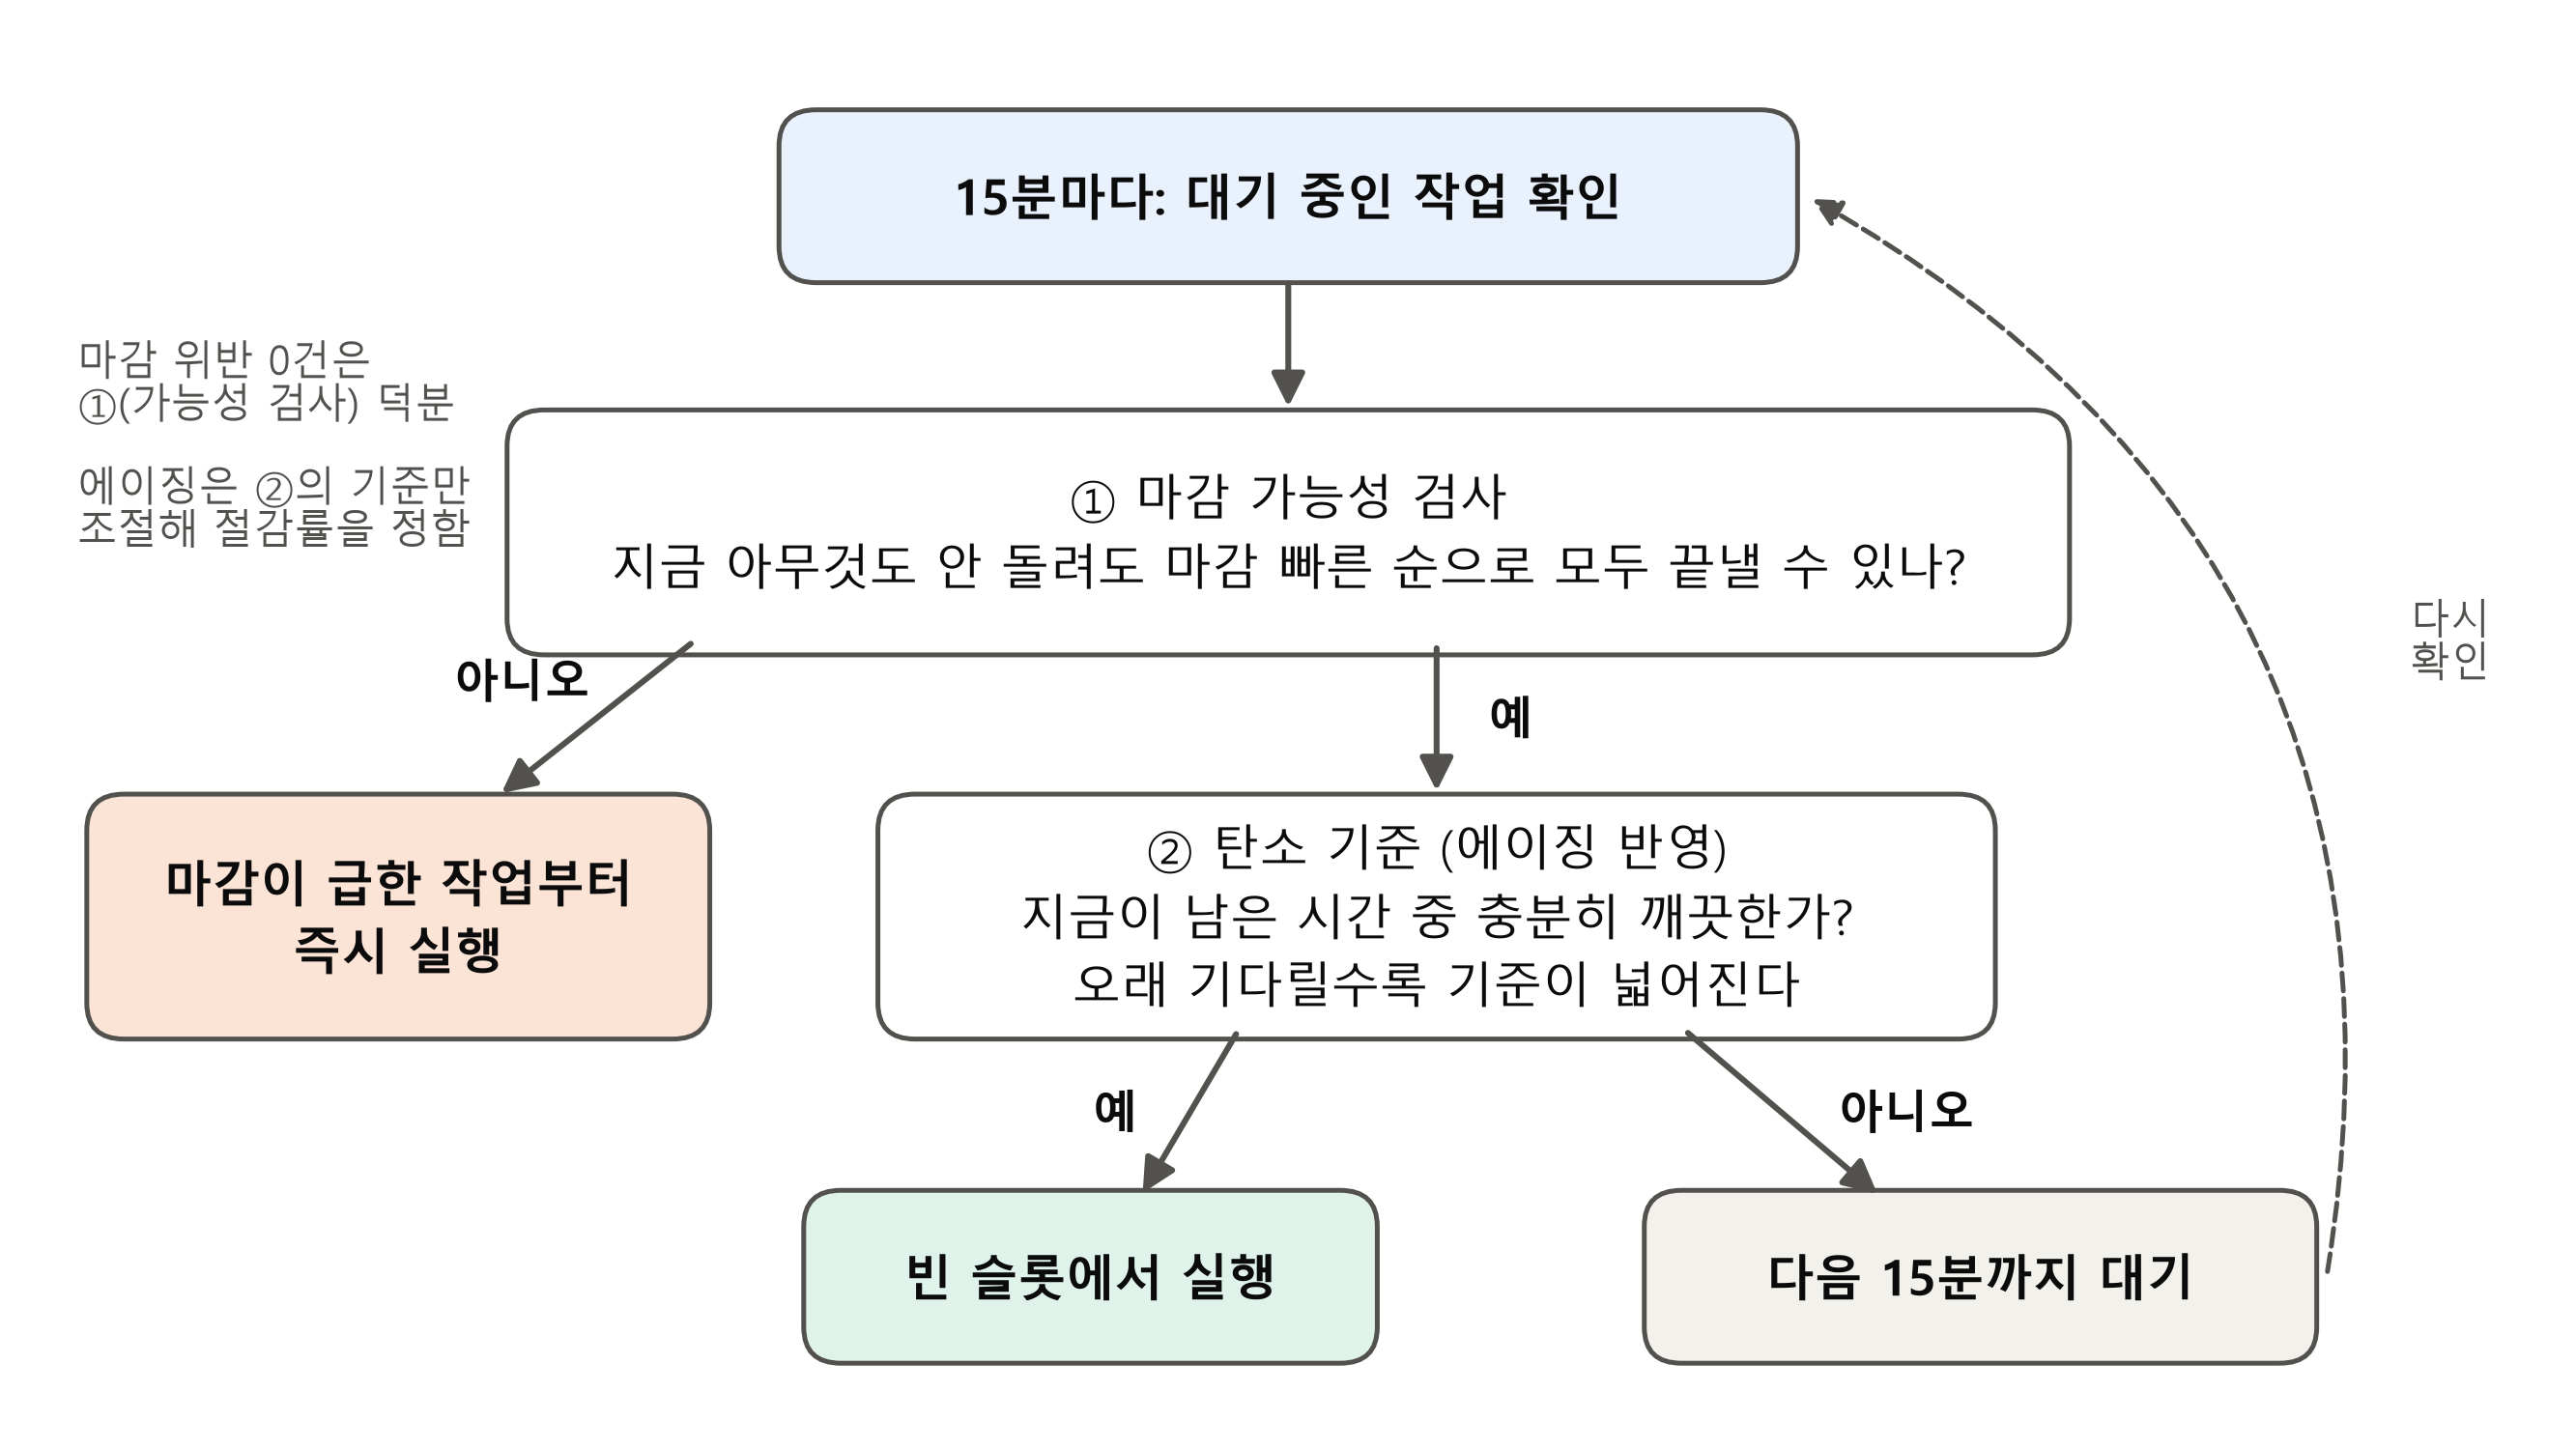 15분마다: 대기 중인 작업 확인
마감 위반 0건은
①(가능성 검사) 덕분
에이징은 ②의 기준만
조절해 절감률을 정함
① 마감 가능성 검사
지금 아무것도 안 돌려도 마감 빠른 순으로 모두 끝낼 수 있나?
다시
확인
아니오
예
마감이 급한 작업부터
즉시 실행
② 탄소 기준 (에이징 반영)
지금이 남은 시간 중 충분히 깨끗한가?
오래 기다릴수록 기준이 넓어진다
예
아니오
빈 슬롯에서 실행
다음 15분까지 대기